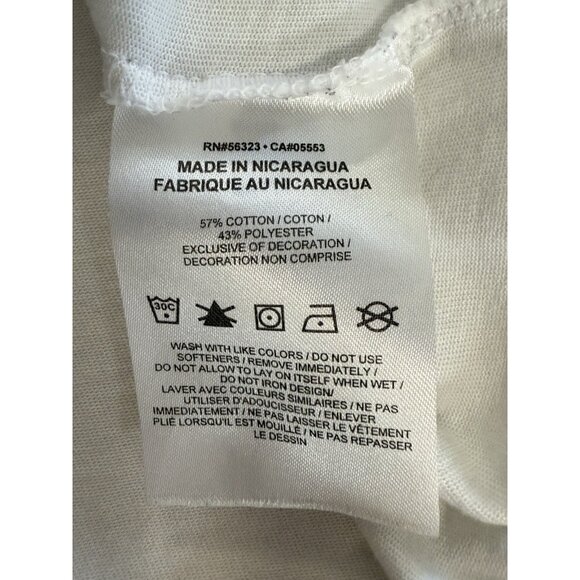 RN#56323 • CA#05553
MADE IN NICARAGUA
FABRIQUE AU NICARAGUA
57% COTTON / COTON /
43% POLYESTER
EXCLUSIVE OF DECORATION /
DECORATION NON COMPRISE
30C
WASH WITH LIKE COLORS / DO NOT USE
SOFTENERS / REMOVE IMMEDIATELY /
DO NOT ALLOW TO LAY ON ITSELF WHEN WET /
DO NOT IRON DESIGN/
LAVER AVEC COULEURS SIMILAIRES / NE PAS
UTILISER D'ADOUCISSEUR / ENLEVER
IMMEDIATEMENT / NE PAS LAISSER LE VÊTEMENT
PLIÉ LORSQU'IL EST MOUILLÉ / NE PAS REPASSER
LE DESSIN